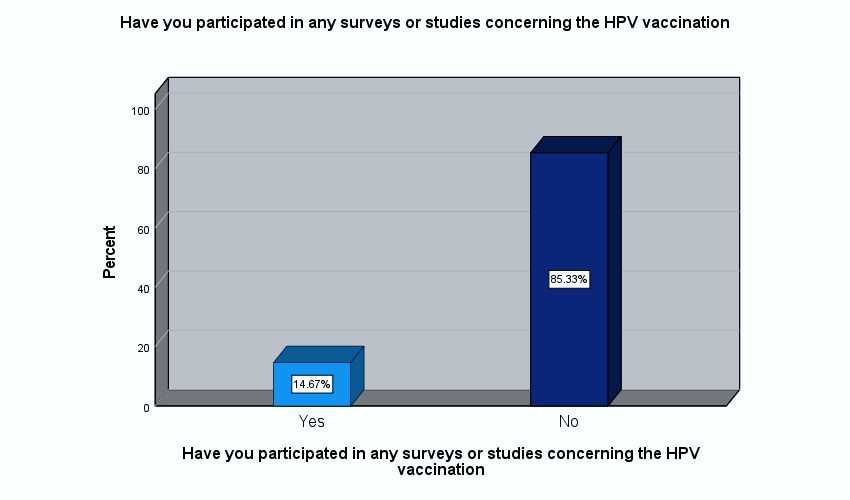 Have you participated in any surveys or studies concerning the HPV vaccination
100
80
60
40
20
0
Percent
14.67%
85.33%
Yes
No
Have you participated in any surveys or studies concerning the HPV
vaccination